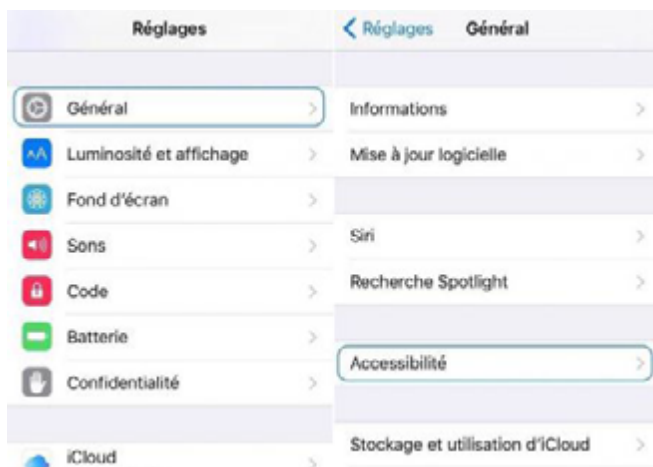 Réglages
Général
Luminosité et affichage
Fond d'écran
Sons
Code
Batterie
Confidentialité
iCloud
Réglages Général
Informations
Mise à jour logicielle
Siri
Recherche Spotlight
Accessibilité
Stockage et utilisation d'iCloud